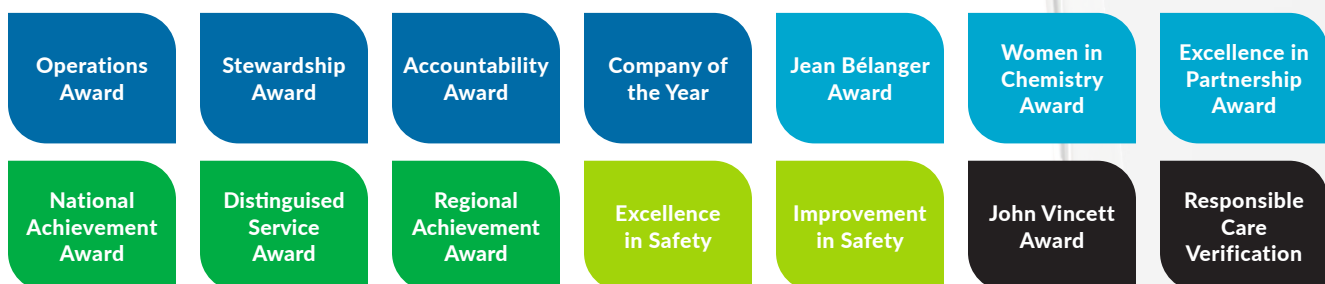 Operations
Award
Stewardship
Award
Accountability
Award
Company of
the Year
Jean Bélanger
Award
Women in
Chemistry
Award
Excellence in
Partnership
Award
National
Achievement
Award
Distinguised
Service
Award
Regional
Achievement
Award
Excellence
in Safety
Improvement
in Safety
John Vincett
Award
Responsible
Care
Verification